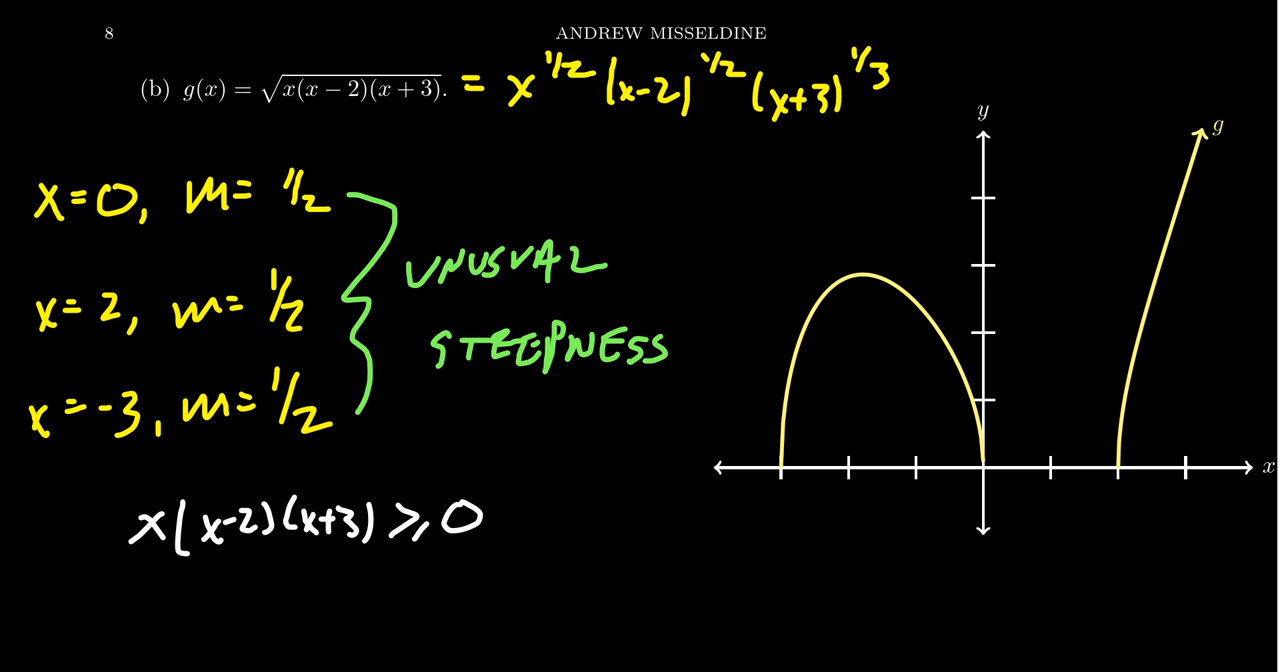 8 ANDREW MISSELDINE
(b) g(x) = √x(x − 2)(x + 3). = x^1/2 (x-2)^1/2 (x+3)^1/3
y
g
x=0, m= 1/2
UNUSUAL
x=2, m= 1/2
STEEPNESS
x=-3, m= 1/2
x
x(x-2)(x+3) ≥ 0